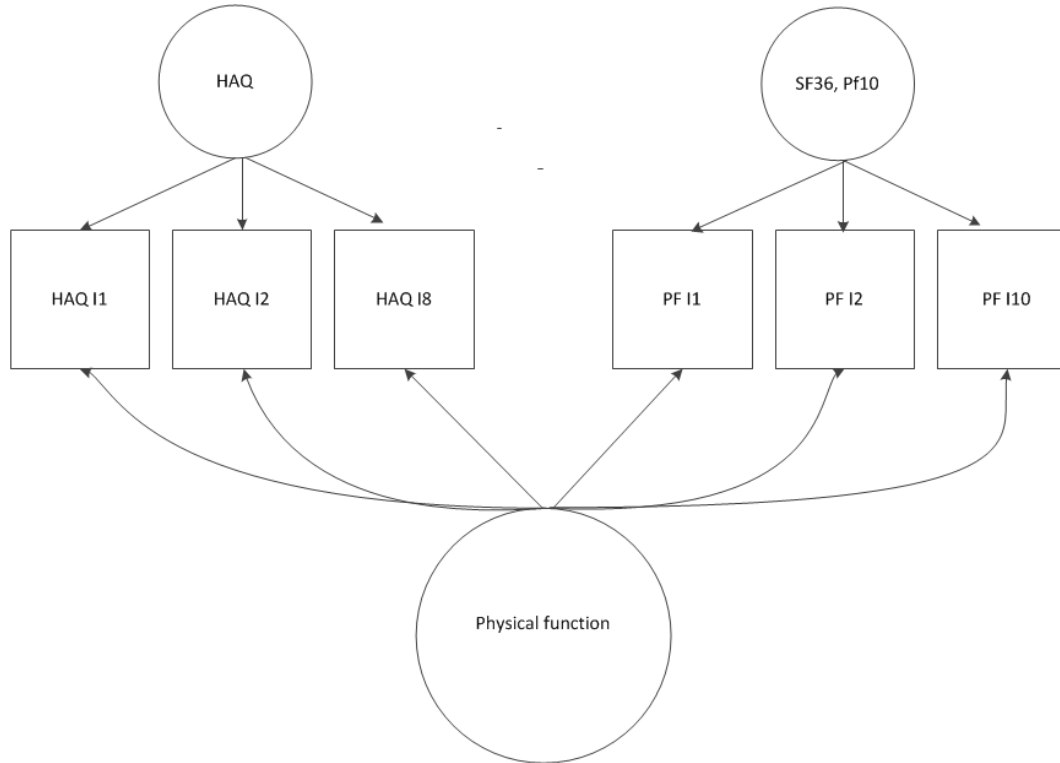 HAQ
SF36, Pf10
HAQ I1
HAQ I2
HAQ I8
PF I1
PF I2
PF I10
Physical function